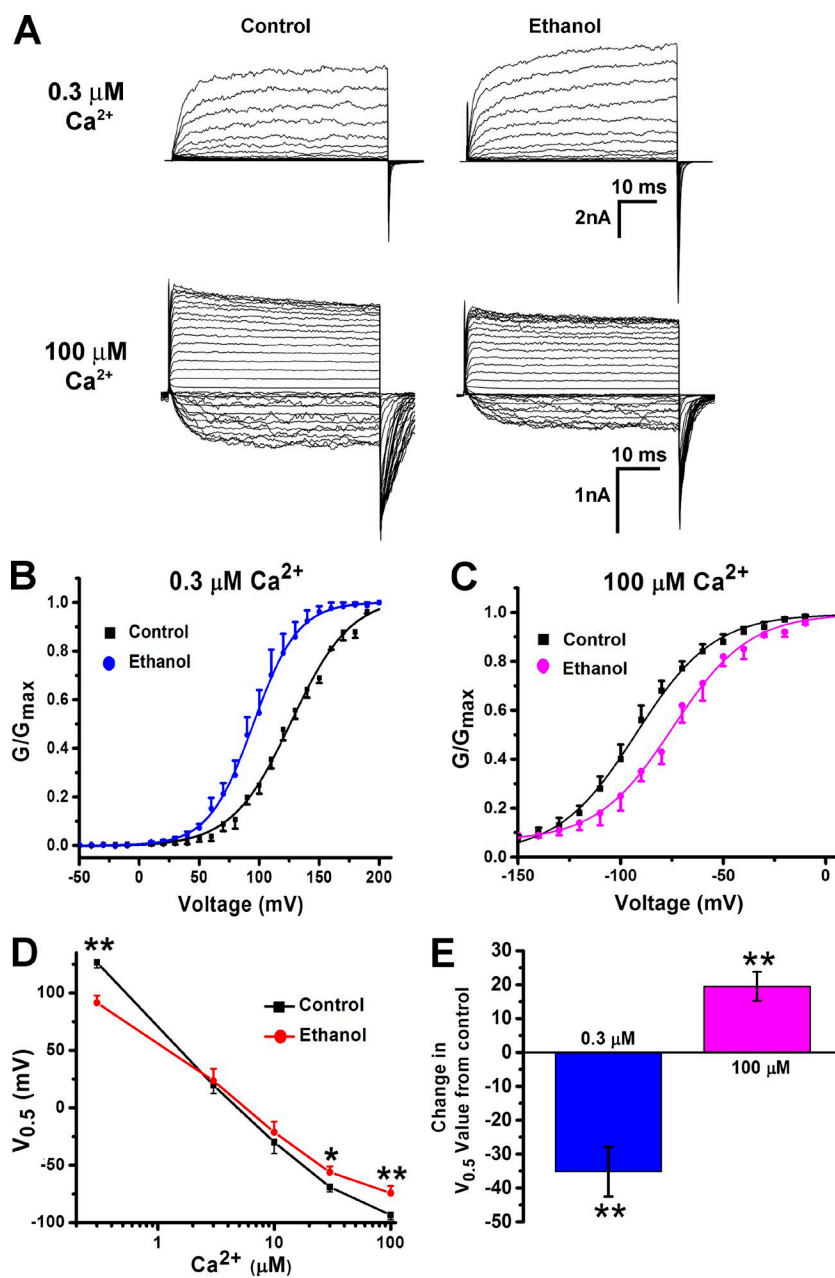 A
Control
Ethanol
0.3 μM
Ca2+
10 ms
2nA
100 μM
Ca2+
10 ms
1nA
B
0.3 μM Ca2+
Control
Ethanol
G/Gmax
1.0
0.8
0.6
0.4
0.2
0.0
-50
0
50
100
150
200
Voltage (mV)
C
100 μM Ca2+
Control
Ethanol
G/Gmax
1.0
0.8
0.6
0.4
0.2
0.0
-150
-100
-50
0
Voltage (mV)
D
**
Control
Ethanol
*
**
V0.5 (mV)
100
50
0
-50
-100
1
10
100
Ca2+ (μM)
E
Change in
V0.5 Value from control
30
20
10
0
-10
-20
-30
-40
-50
**
0.3 μM
100 μM
**